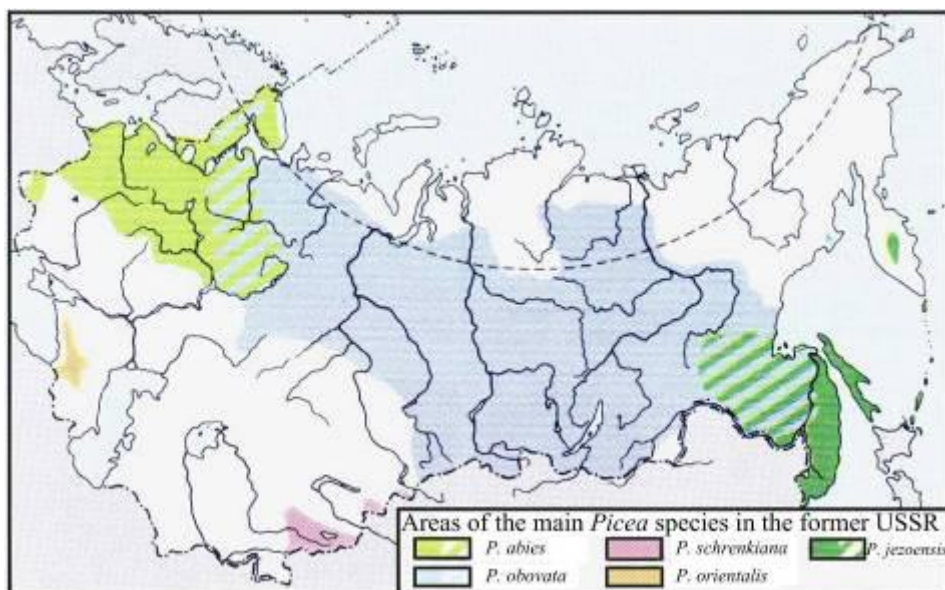 Areas of the main Picea species in the former USSR
P. abies
P. schrenkiana
P. jezoensis
P. obovata
P. orientalis